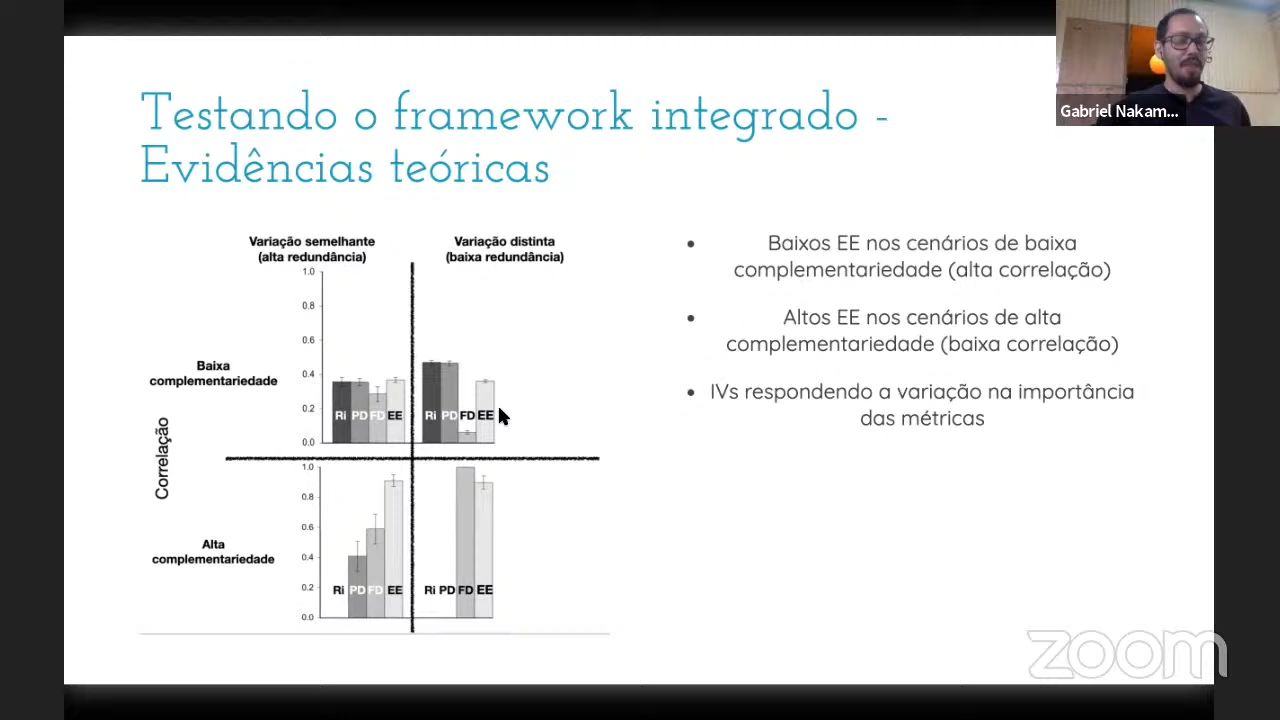 Gabriel Nakam...
Testando o framework integrado -
Evidências teóricas
Variação semelhante
(alta redundância)
Variação distinta
(baixa redundância)
Baixa
complementariedade
Correlação
Alta
complementariedade
1.0
0.8
0.6
0.4
0.2
0.0
Ri PD FD EE
Ri PD FD EE
1.0
0.8
0.6
0.4
0.2
0.0
Ri PD FD EE
Ri PD FD EE
• Baixos EE nos cenários de baixa
complementariedade (alta correlação)
• Altos EE nos cenários de alta
complementariedade (baixa correlação)
• IVs respondendo a variação na importância
das métricas
zoom